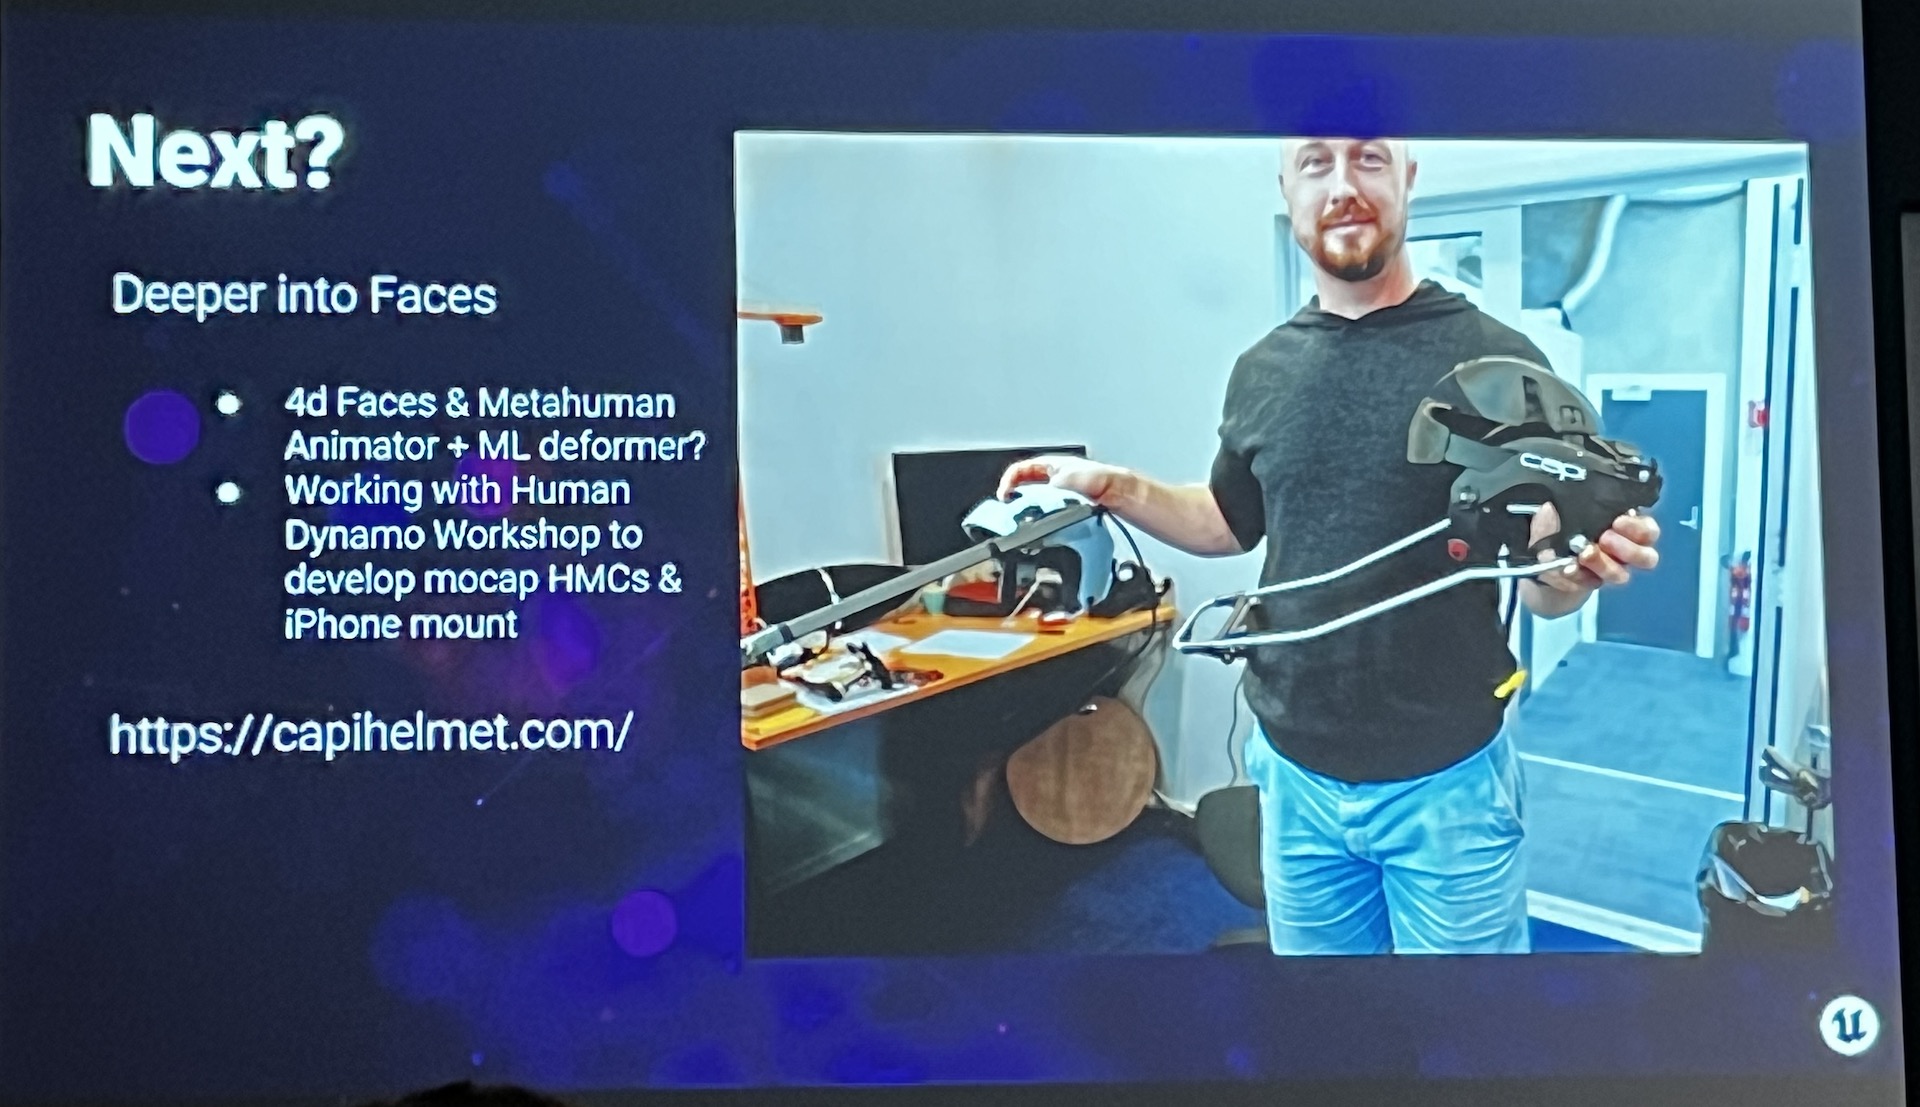 Next?
Deeper into Faces
4d Faces & Metahuman
Animator + ML deformer?
Working with Human
Dynamo Workshop to
develop mocap HMCs &
iPhone mount
https://capihelmet.com/
capi